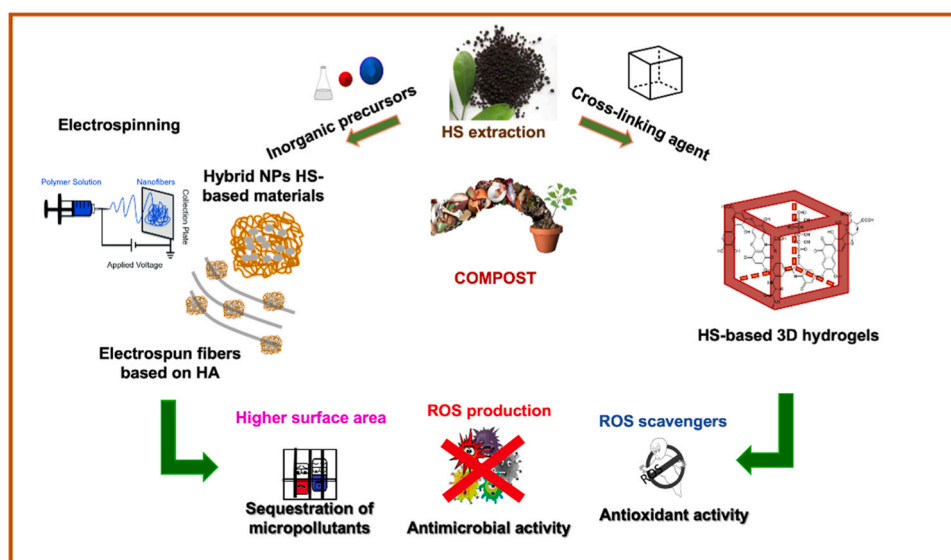 HS extraction
Inorganic precursors
Cross-linking agent
Electrospinning
Polymer Solution
Nanofibers
Collection Plate
Applied Voltage
Hybrid NPs HS-
based materials
COMPOST
HS-based 3D hydrogels
Electrospun fibers
based on HA
Higher surface area
ROS production
ROS scavengers
ROS
Sequestration of
micropollutants
Antimicrobial activity
Antioxidant activity